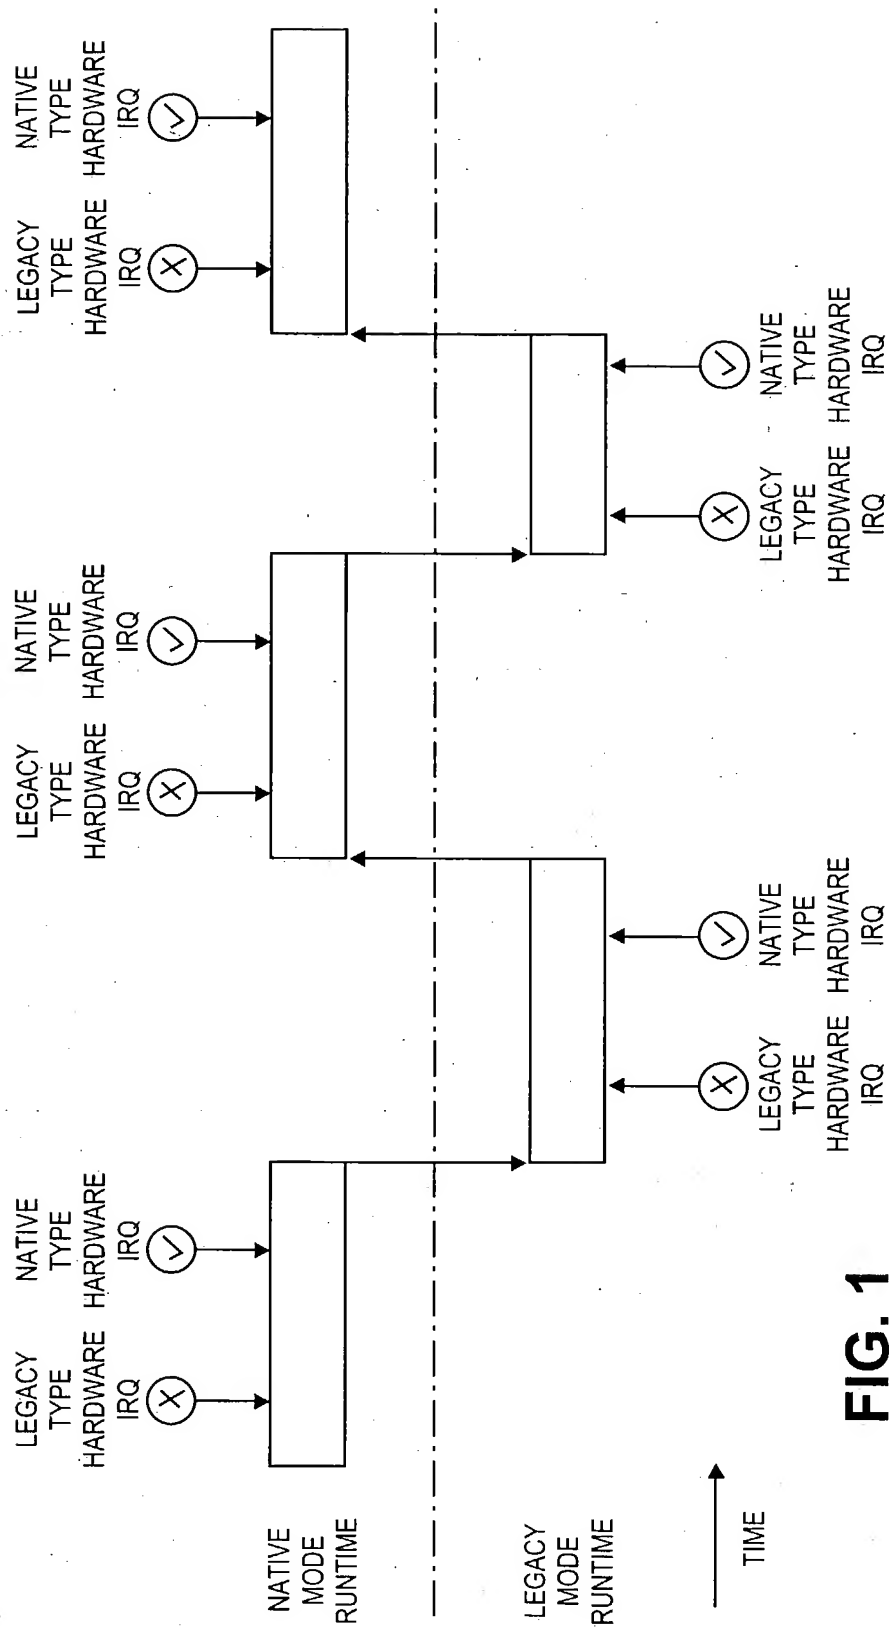 LEGACY
TYPE
HARDWARE
IRQ
X
NATIVE
TYPE
HARDWARE
IRQ
LEGACY
TYPE
HARDWARE
IRQ
X
NATIVE
TYPE
HARDWARE
IRQ
LEGACY
TYPE
HARDWARE
IRQ
X
NATIVE
TYPE
HARDWARE
IRQ
NATIVE
MODE
RUNTIME
LEGACY
MODE
RUNTIME
X
LEGACY
TYPE
HARDWARE
IRQ
NATIVE
TYPE
HARDWARE
IRQ
X
LEGACY
TYPE
HARDWARE
IRQ
NATIVE
TYPE
HARDWARE
IRQ
TIME
FIG. 1